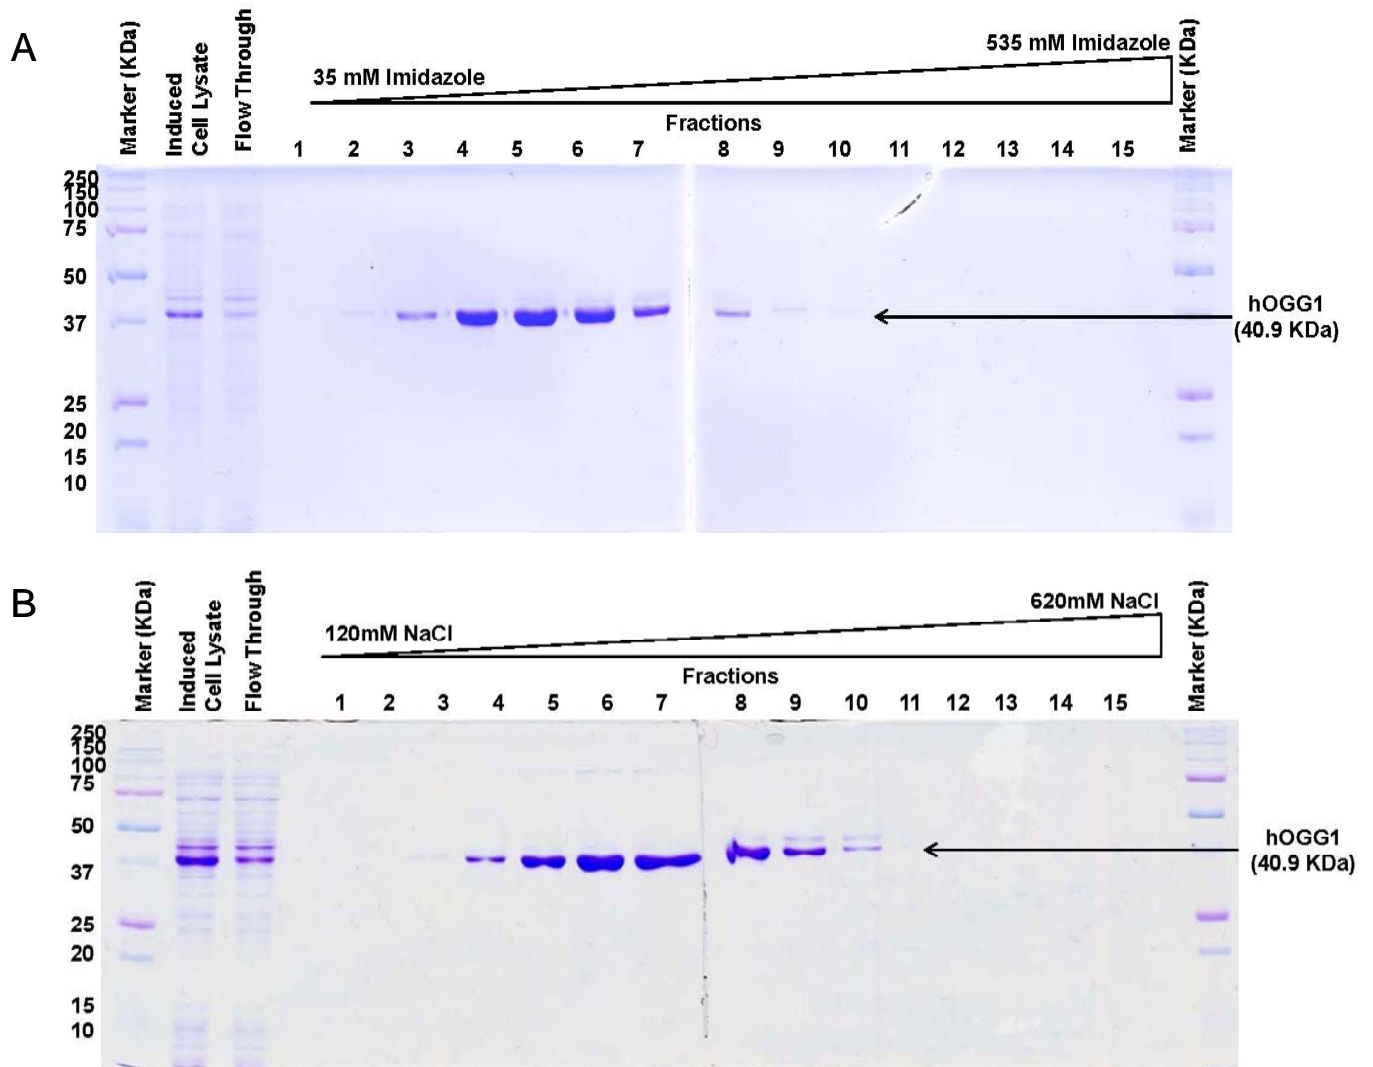 A
Marker (KDa)
Induced
Cell Lysate
Flow Through
35 mM Imidazole
535 mM Imidazole
Marker (KDa)
Fractions
1 2 3 4 5 6 7 8 9 10 11 12 13 14 15
250
150
100
75
50
37
25
20
15
10
hOGG1
(40.9 KDa)
B
Marker (KDa)
Induced
Cell Lysate
Flow Through
120mM NaCl
620mM NaCl
Marker (KDa)
Fractions
1 2 3 4 5 6 7 8 9 10 11 12 13 14 15
250
150
100
75
50
37
25
20
15
10
hOGG1
(40.9 KDa)